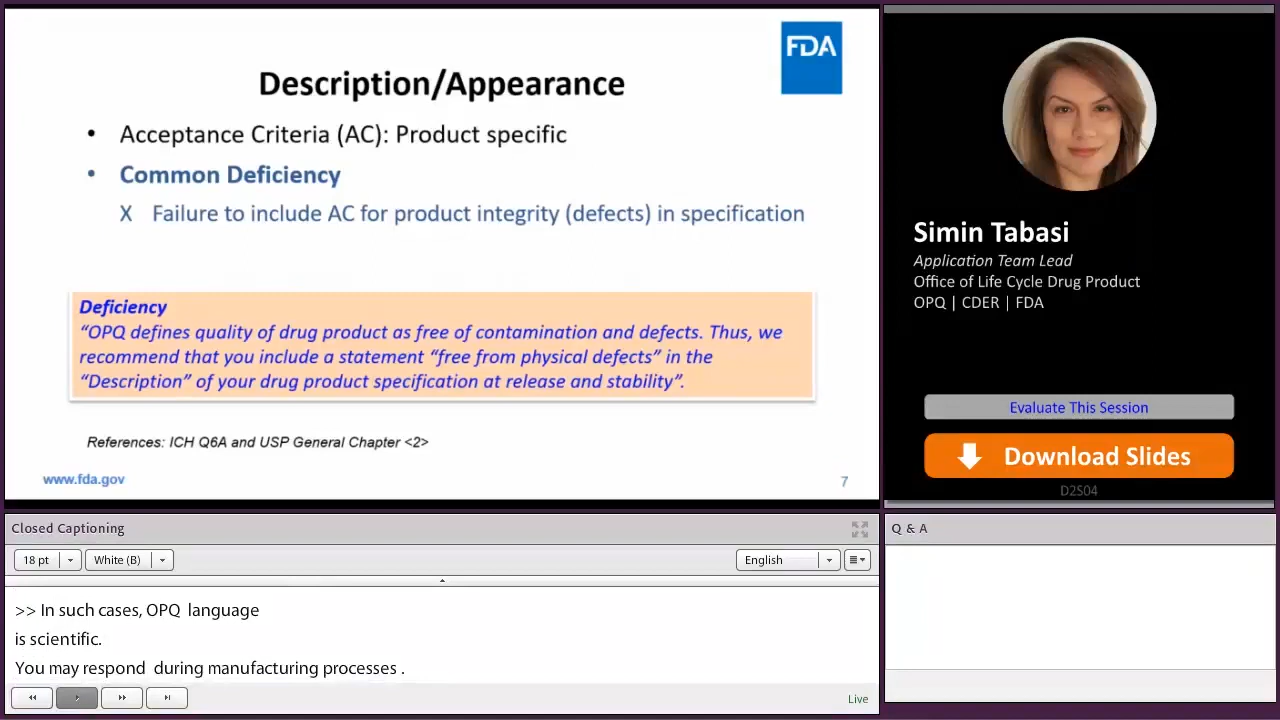 FDA
Description/Appearance
• Acceptance Criteria (AC): Product specific
• Common Deficiency
X Failure to include AC for product integrity (defects) in specification
Deficiency
“OPQ defines quality of drug product as free of contamination and defects. Thus, we
recommend that you include a statement “free from physical defects” in the
“Description” of your drug product specification at release and stability”.
References: ICH Q6A and USP General Chapter <2>
www.fda.gov
7
Simin Tabasi
Application Team Lead
Office of Life Cycle Drug Product
OPQ | CDER | FDA
Evaluate This Session
Download Slides
D2S04
Closed Captioning
18 pt
White (B)
English
>> In such cases, OPQ  language
is scientific.
You may respond  during manufacturing processes .
Live
Q & A